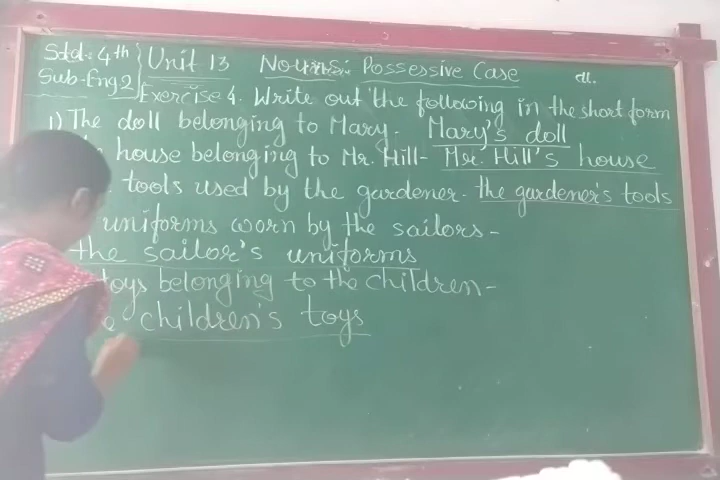 Std: 4th Unit 13 Nouns: Possessive Case
Sub-Eng 2 Exercise 4. Write out the following in the short form
1) The doll belonging to Mary- Mary's doll
house belonging to Mr. Hill- Mr. Hill's house
tools used by the gardener- the gardener's tools
uniforms worn by the sailors-
the sailor's uniforms
toys belonging to the children-
children's toys